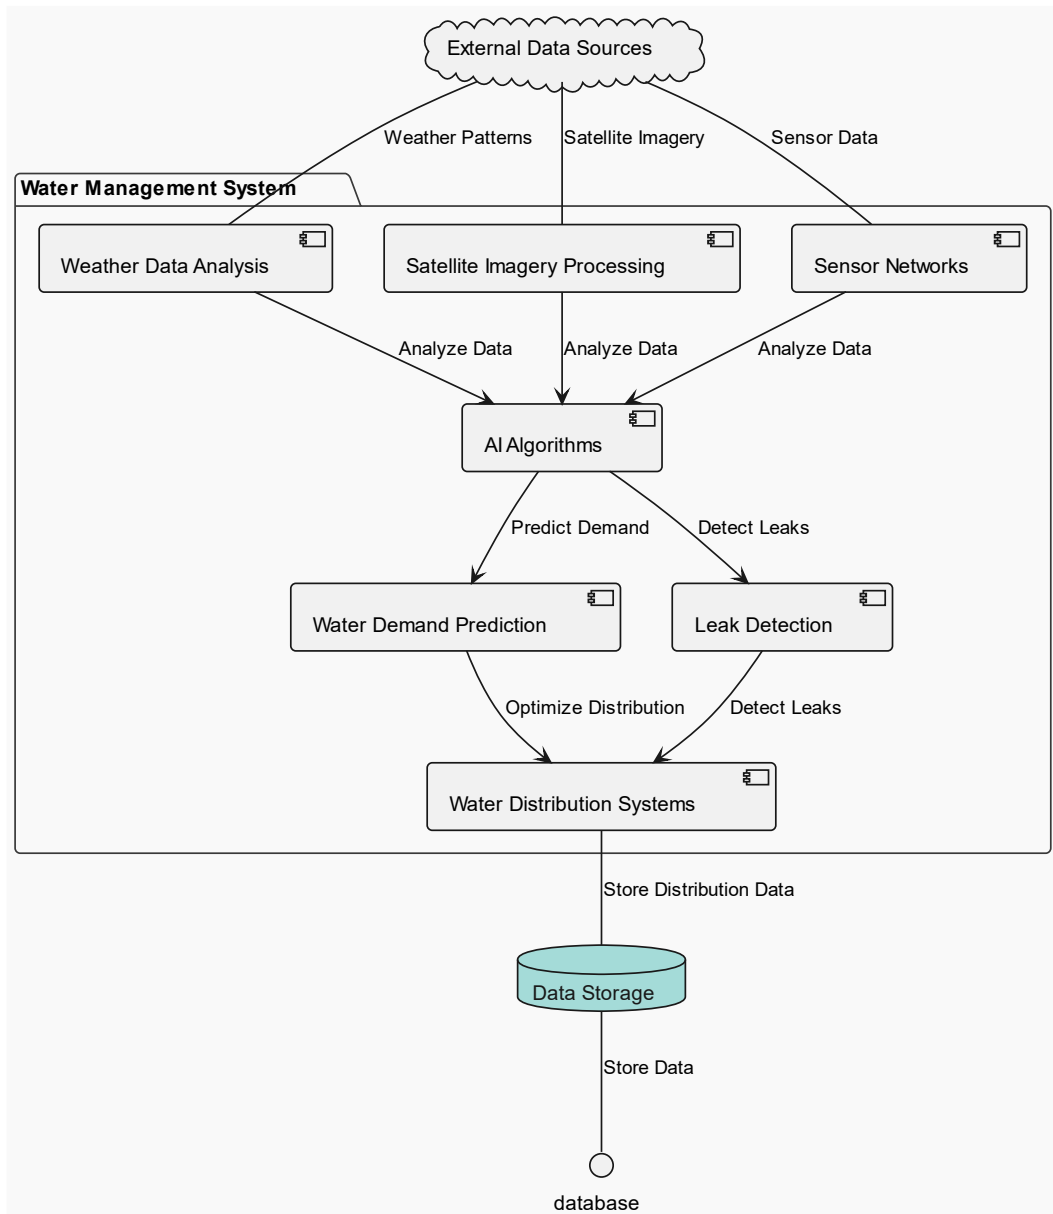 External Data Sources
Weather Patterns
Satellite Imagery
Sensor Data
Water Management System
Weather Data Analysis
Satellite Imagery Processing
Sensor Networks
Analyze Data
Analyze Data
Analyze Data
AI Algorithms
Predict Demand
Detect Leaks
Water Demand Prediction
Leak Detection
Optimize Distribution
Detect Leaks
Water Distribution Systems
Store Distribution Data
Data Storage
Store Data
database